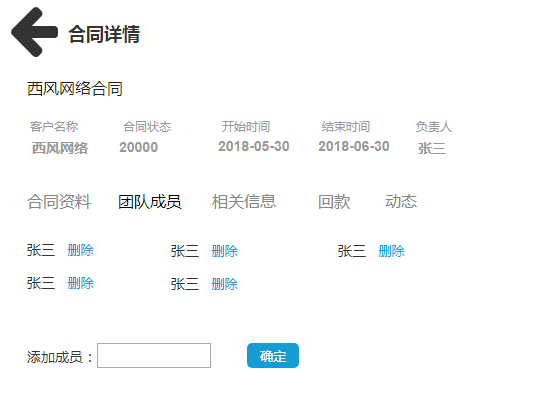 合同详情
西风网络合同
客户名称 合同状态 开始时间 结束时间 负责人
西风网络 20000 2018-05-30 2018-06-30 张三
合同资料 团队成员 相关信息 回款 动态
张三 删除 张三 删除 张三 删除
张三 删除 张三 删除
添加成员： 确定